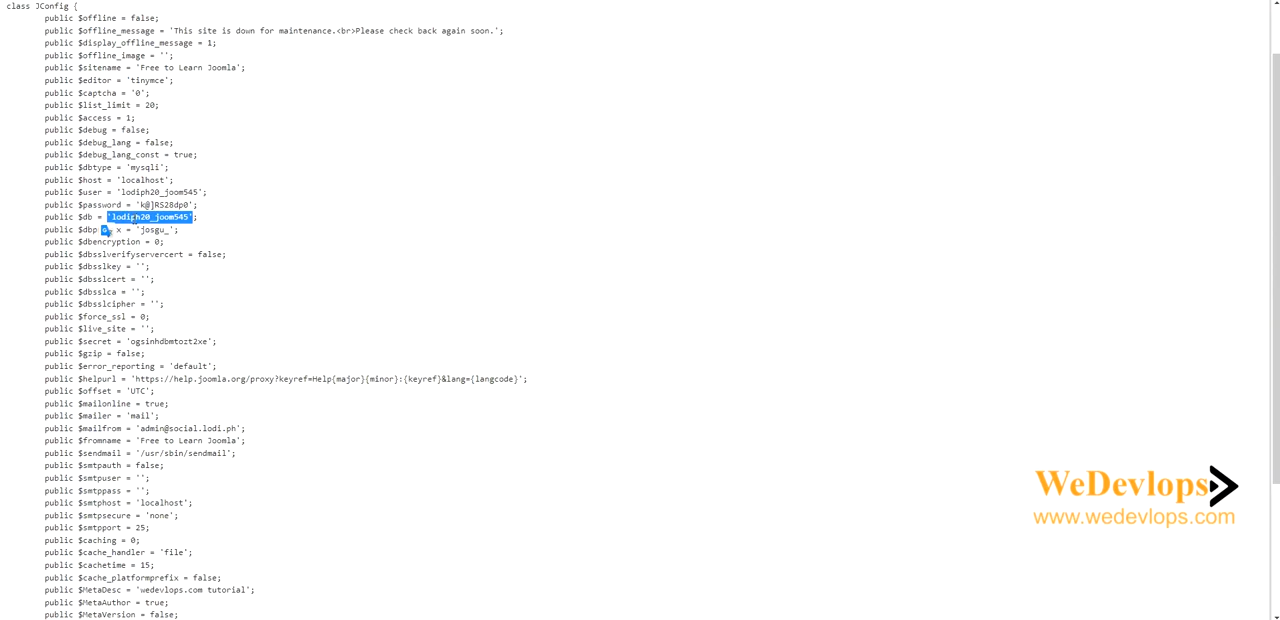 class JConfig {
public $offline = false;
public $offline_message = 'This site is down for maintenance.<br>Please check back again soon.';
public $display_offline_message = 1;
public $offline_image = '';
public $sitename = 'Free to Learn Joomla';
public $editor = 'tinymce';
public $captcha = '0';
public $list_limit = 20;
public $access = 1;
public $debug = false;
public $debug_lang = false;
public $debug_lang_const = true;
public $dbtype = 'mysqli';
public $host = 'localhost';
public $user = 'lodiph20_joom545';
public $password = 'k@]RS28dp0';
public $db = 'lodiph20_joom545';
public $dbp x = 'josgu_';
public $dbencryption = 0;
public $dbsslverifyservercert = false;
public $dbsslkey = '';
public $dbsslcert = '';
public $dbsslca = '';
public $dbsslcipher = '';
public $force_ssl = 0;
public $live_site = '';
public $secret = 'ogsinhdbmtozt2xe';
public $gzip = false;
public $error_reporting = 'default';
public $helpurl = 'https://help.joomla.org/proxy?keyref=Help{major}{minor}:{keyref}&lang={langcode}';
public $offset = 'UTC';
public $mailonline = true;
public $mailer = 'mail';
public $mailfrom = 'admin@social.lodi.ph';
public $fromname = 'Free to Learn Joomla';
public $sendmail = '/usr/sbin/sendmail';
public $smtpauth = false;
public $smtpuser = '';
public $smtppass = '';
public $smtphost = 'localhost';
public $smtpsecure = 'none';
public $smtpport = 25;
public $caching = 0;
public $cache_handler = 'file';
public $cachetime = 15;
public $cache_platformprefix = false;
public $MetaDesc = 'wedevlops.com tutorial';
public $MetaAuthor = true;
public $MetaVersion = false;
WeDevlops
www.wedevlops.com